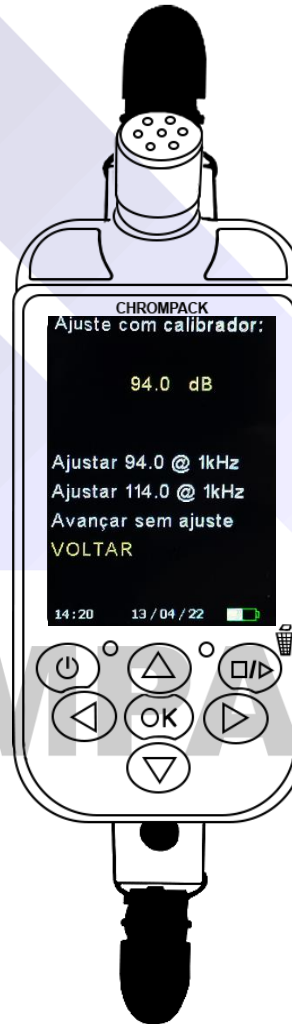 CHROMPACK
Ajuste com calibrador:
94.0 dB
Ajustar 94.0 @ 1kHz
Ajustar 114.0 @ 1kHz
Avançar sem ajuste
VOLTAR
14:20 13/04/22
OK
MPA